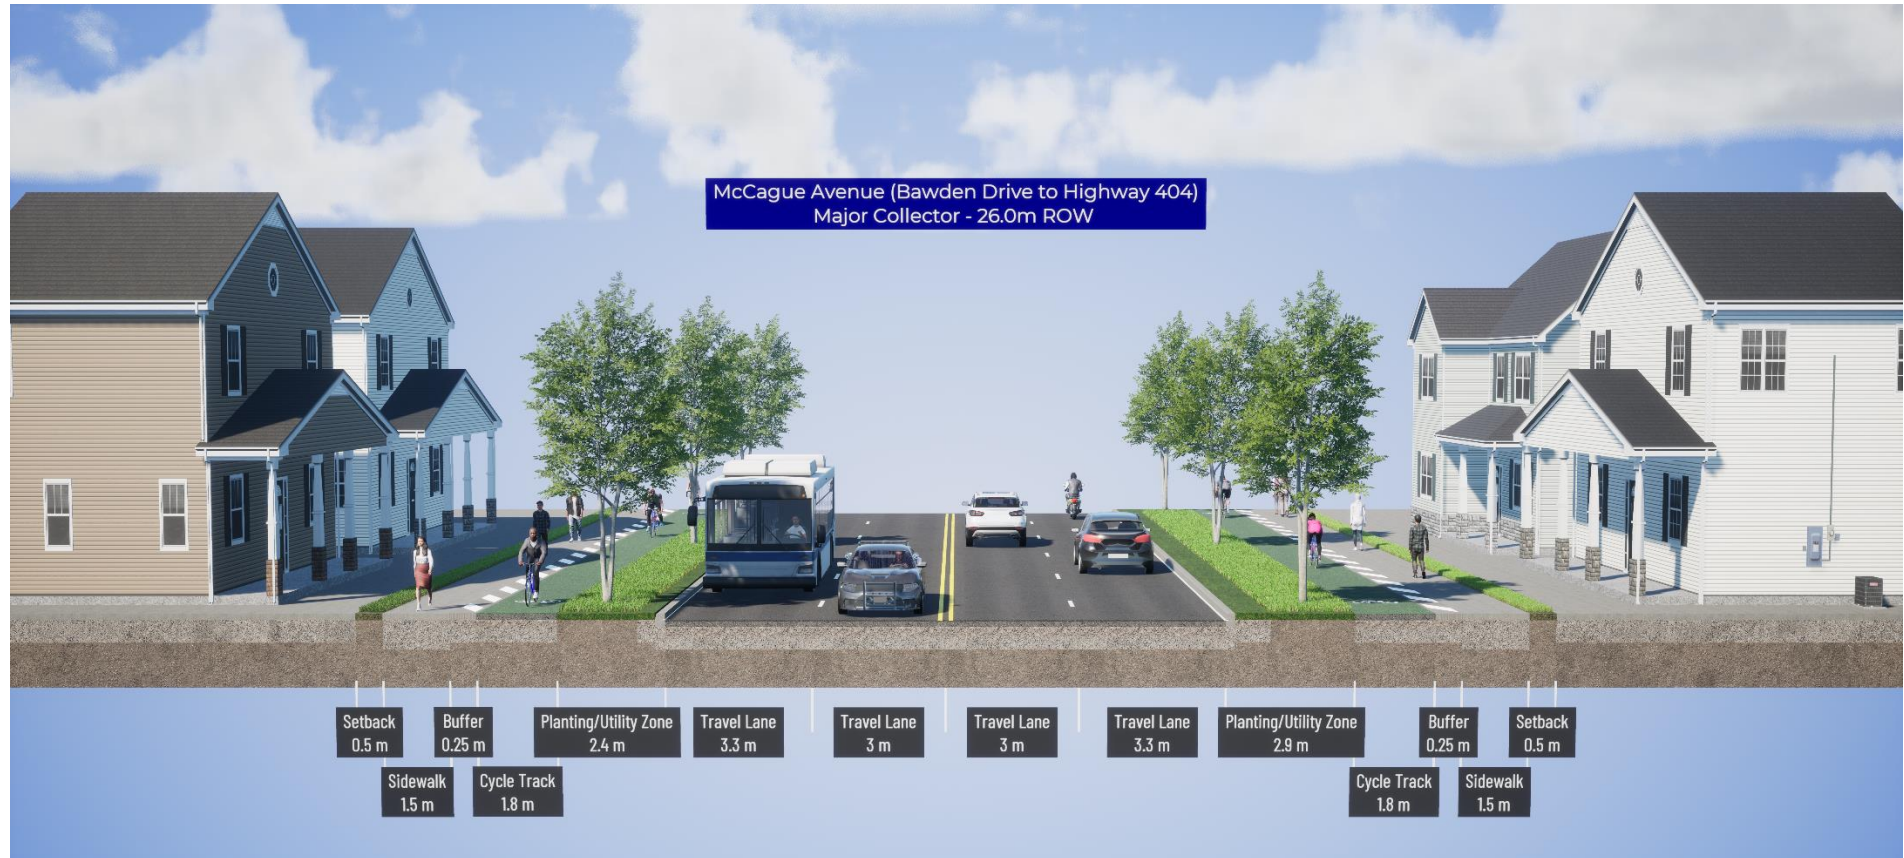 McCague Avenue (Bawden Drive to Highway 404)
Major Collector - 26.0m ROW
Setback
0.5 m
Sidewalk
1.5 m
Buffer
0.25 m
Cycle Track
1.8 m
Planting/Utility Zone
2.4 m
Travel Lane
3.3 m
Travel Lane
3 m
Travel Lane
3 m
Travel Lane
3.3 m
Planting/Utility Zone
2.9 m
Cycle Track
1.8 m
Buffer
0.25 m
Sidewalk
1.5 m
Setback
0.5 m